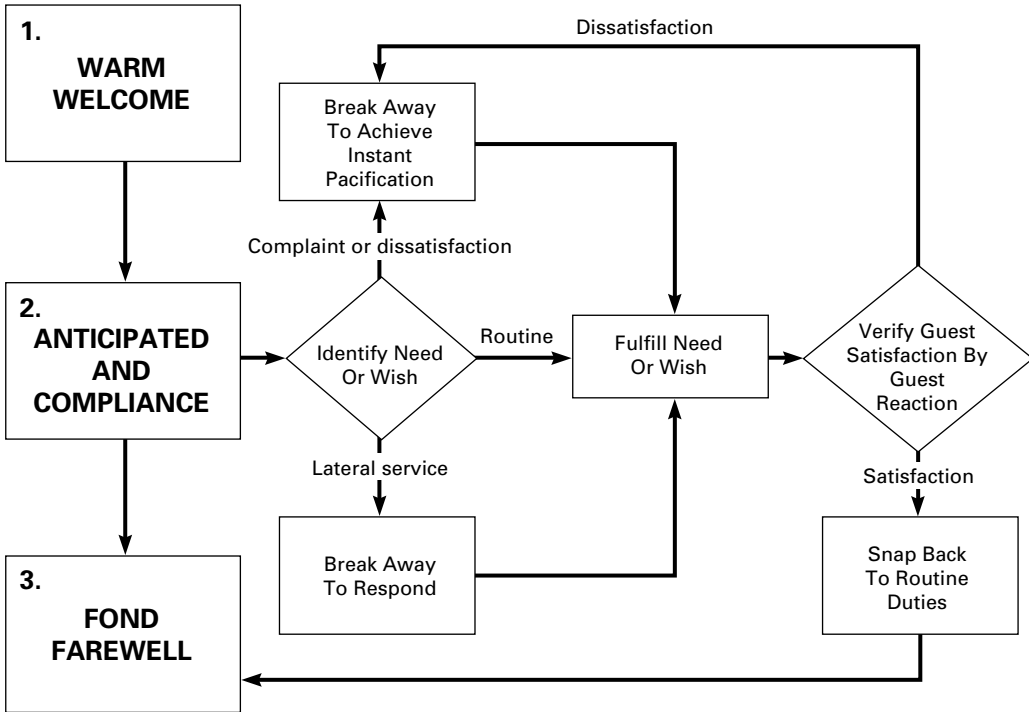 1.
WARM
WELCOME
2.
ANTICIPATED
AND
COMPLIANCE
3.
FOND
FAREWELL
Dissatisfaction
Break Away
To Achieve
Instant
Pacification
Complaint or dissatisfaction
Identify Need
Or Wish
Routine
Lateral service
Break Away
To Respond
Fulfill Need
Or Wish
Verify Guest
Satisfaction By
Guest
Reaction
Satisfaction
Snap Back
To Routine
Duties